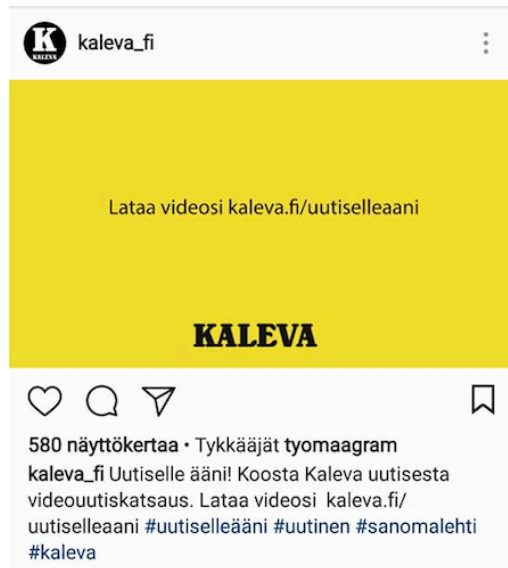 K
KALEVA
kaleva_fi
Lataa videosi kaleva.fi/uutiselleaani
KALEVA
580 näyttökertaa • Tykkääjät tyomaagram
kaleva_fi Uutiselle ääni! Koosta Kaleva uutisesta
videouutiskatsaus. Lataa videosi kaleva.fi/
uutiselleaani #uutiselleääni #uutinen #sanomalehti
#kaleva